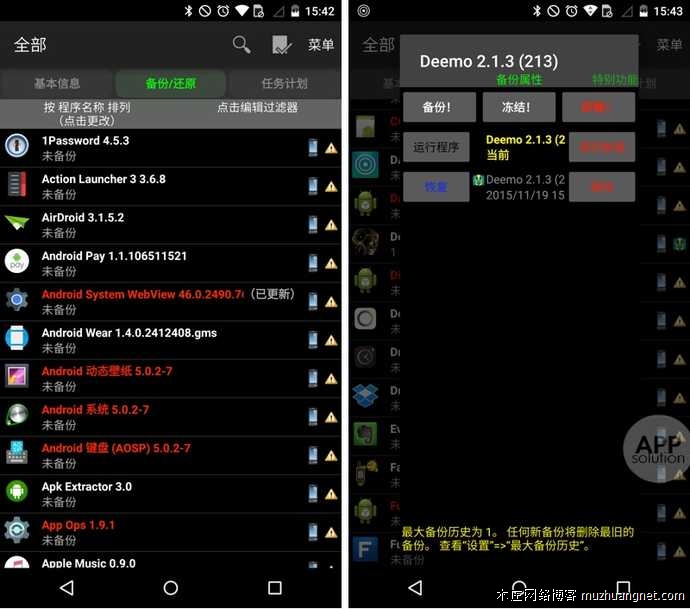 15:42
全部
菜单
基本信息
备份/还原
任务计划
按 程序名称 排列
(点击更改)
点击编辑过滤器
1Password 4.5.3
未备份
Action Launcher 3 3.6.8
未备份
AirDroid 3.1.5.2
未备份
Android Pay 1.1.106511521
未备份
Android System WebView 46.0.2490.7 (已更新)
未备份
Android Wear 1.4.0.2412408.gms
未备份
Android 动态壁纸 5.0.2-7
未备份
Android 系统 5.0.2-7
未备份
Android 键盘 (AOSP) 5.0.2-7
未备份
Apk Extractor 3.0
未备份
App Ops 1.9.1
未备份
Apple Music 0.9.0
15:43
全部
菜单
Deemo 2.1.3 (213)
备份属性
特别功能
备份!
冻结!
运行程序
Deemo 2.1.3 (2
当前
恢复
Deemo 2.1.3 (2
2015/11/19 15
APP
solution
最大备份历史为 1。 任何新备份将删除最旧的
备份。 查看"设置"=>"最大备份历史"。
木庄网络博客 muzhuangnet.com